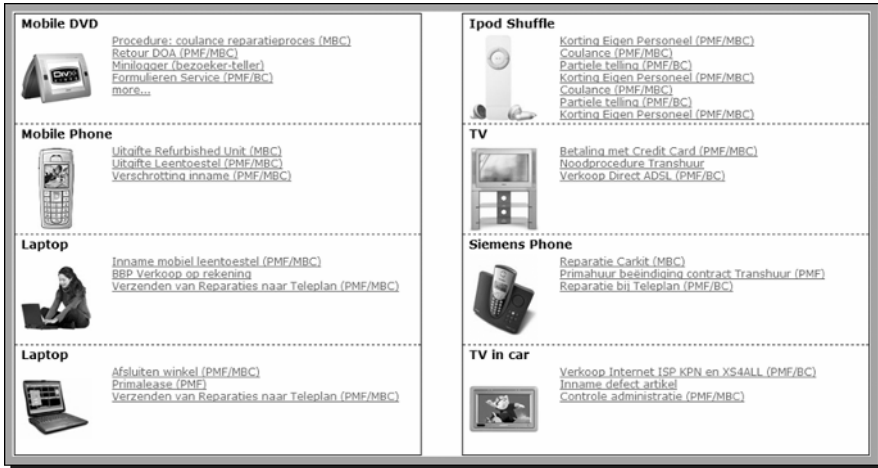 Mobile DVD
Procedure: coulance reparatieproces (MBC)
Retour DOA (PMF/MBC)
Minilogger (bezoeker-teller)
Formulieren Service (PMF/BC)
more...
Mobile Phone
Uitgifte Refurbished Unit (MBC)
Uitgifte Leentoestel (PMF/MBC)
Verschrotting inname (PMF/MBC)
Laptop
Inname mobiel leentoestel (PMF/MBC)
BBP Verkoop op rekening
Verzenden van Reparaties naar Teleplan (PMF/MBC)
Laptop
Afsluiten winkel (PMF/MBC)
Primalease (PMF)
Verzenden van Reparaties naar Teleplan (PMF/MBC)
Ipod Shuffle
Korting Eigen Personeel (PMF/MBC)
Coulance (PMF/MBC)
Partiele telling (PMF/BC)
Korting Eigen Personeel (PMF/MBC)
Coulance (PMF/MBC)
Partiele telling (PMF/BC)
Korting Eigen Personeel (PMF/MBC)
TV
Betaling met Credit Card (PMF/MBC)
Noodprocedure Transhuur
Verkoop Direct ADSL (PMF/BC)
Siemens Phone
Reparatie Carkit (MBC)
Primahuur beëindiging contract Transhuur (PMF)
Reparatie bij Teleplan (PMF/BC)
TV in car
Verkoop Internet ISP KPN en XS4ALL (PMF/BC)
Inname defect artikel
Controle administratie (PMF/MBC)